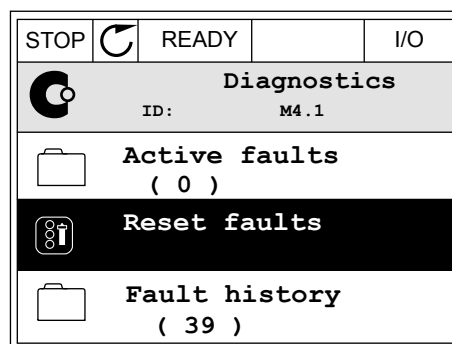 STOP READY I/O
Diagnostics
ID: M4.1
Active faults
( 0 )
Reset faults
Fault history
( 39 )